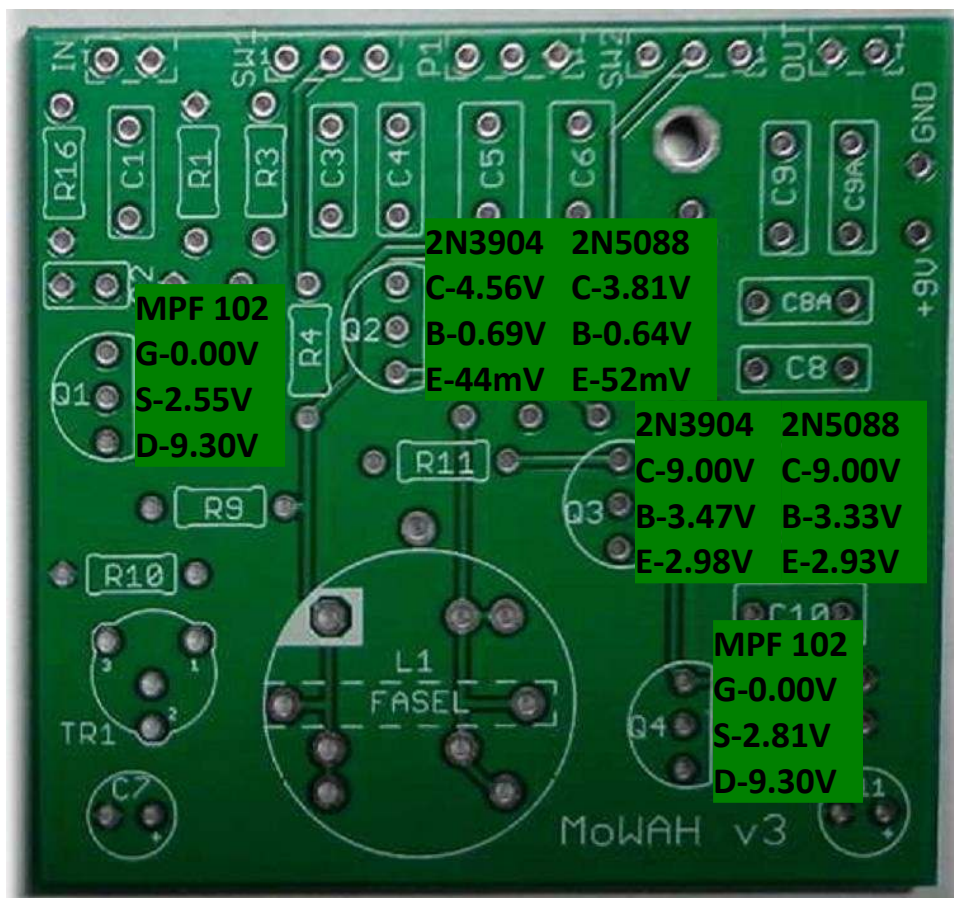 IN
SW1
P1
SW2
OUT
GND
R16
C1
R1
R3
C3
C4
C5
C6
C9
C9A
+9V
2N3904 2N5088
C-4.56V C-3.81V
B-0.69V B-0.64V
E-44mV E-52mV
Q2
R4
C8A
C8
MPF 102
G-0.00V
S-2.55V
D-9.30V
Q1
2N3904 2N5088
C-9.00V C-9.00V
B-3.47V B-3.33V
E-2.98V E-2.93V
Q3
R11
R9
R10
C10
3
1
2
TR1
L1
FASEL
MPF 102
G-0.00V
S-2.81V
D-9.30V
Q4
C7
+
+
MoWAH v3